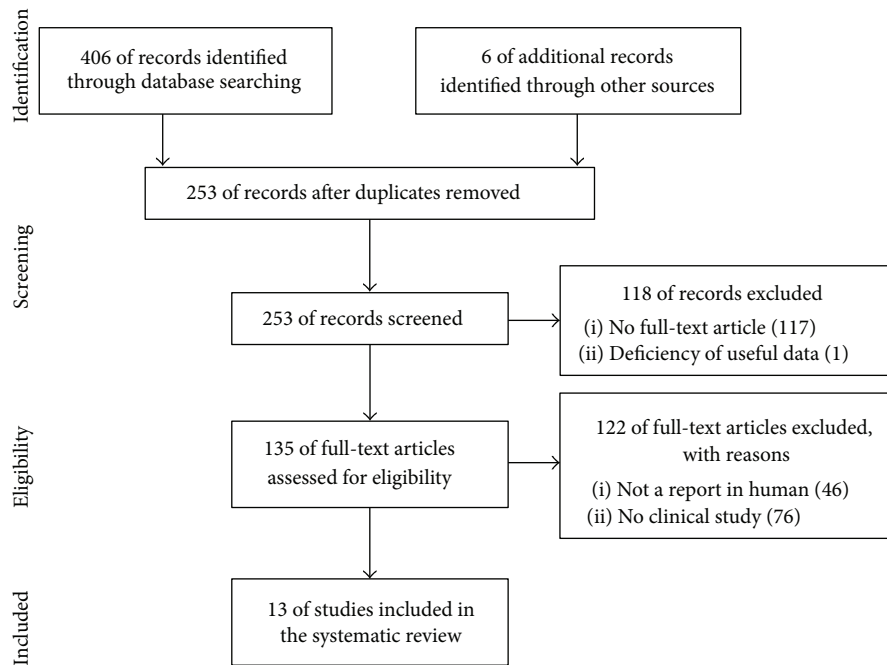 Identification
406 of records identified
through database searching
6 of additional records
identified through other sources
253 of records after duplicates removed
Screening
253 of records screened
118 of records excluded
(i) No full-text article (117)
(ii) Deficiency of useful data (1)
Eligibility
135 of full-text articles
assessed for eligibility
122 of full-text articles excluded,
with reasons
(i) Not a report in human (46)
(ii) No clinical study (76)
Included
13 of studies included in
the systematic review